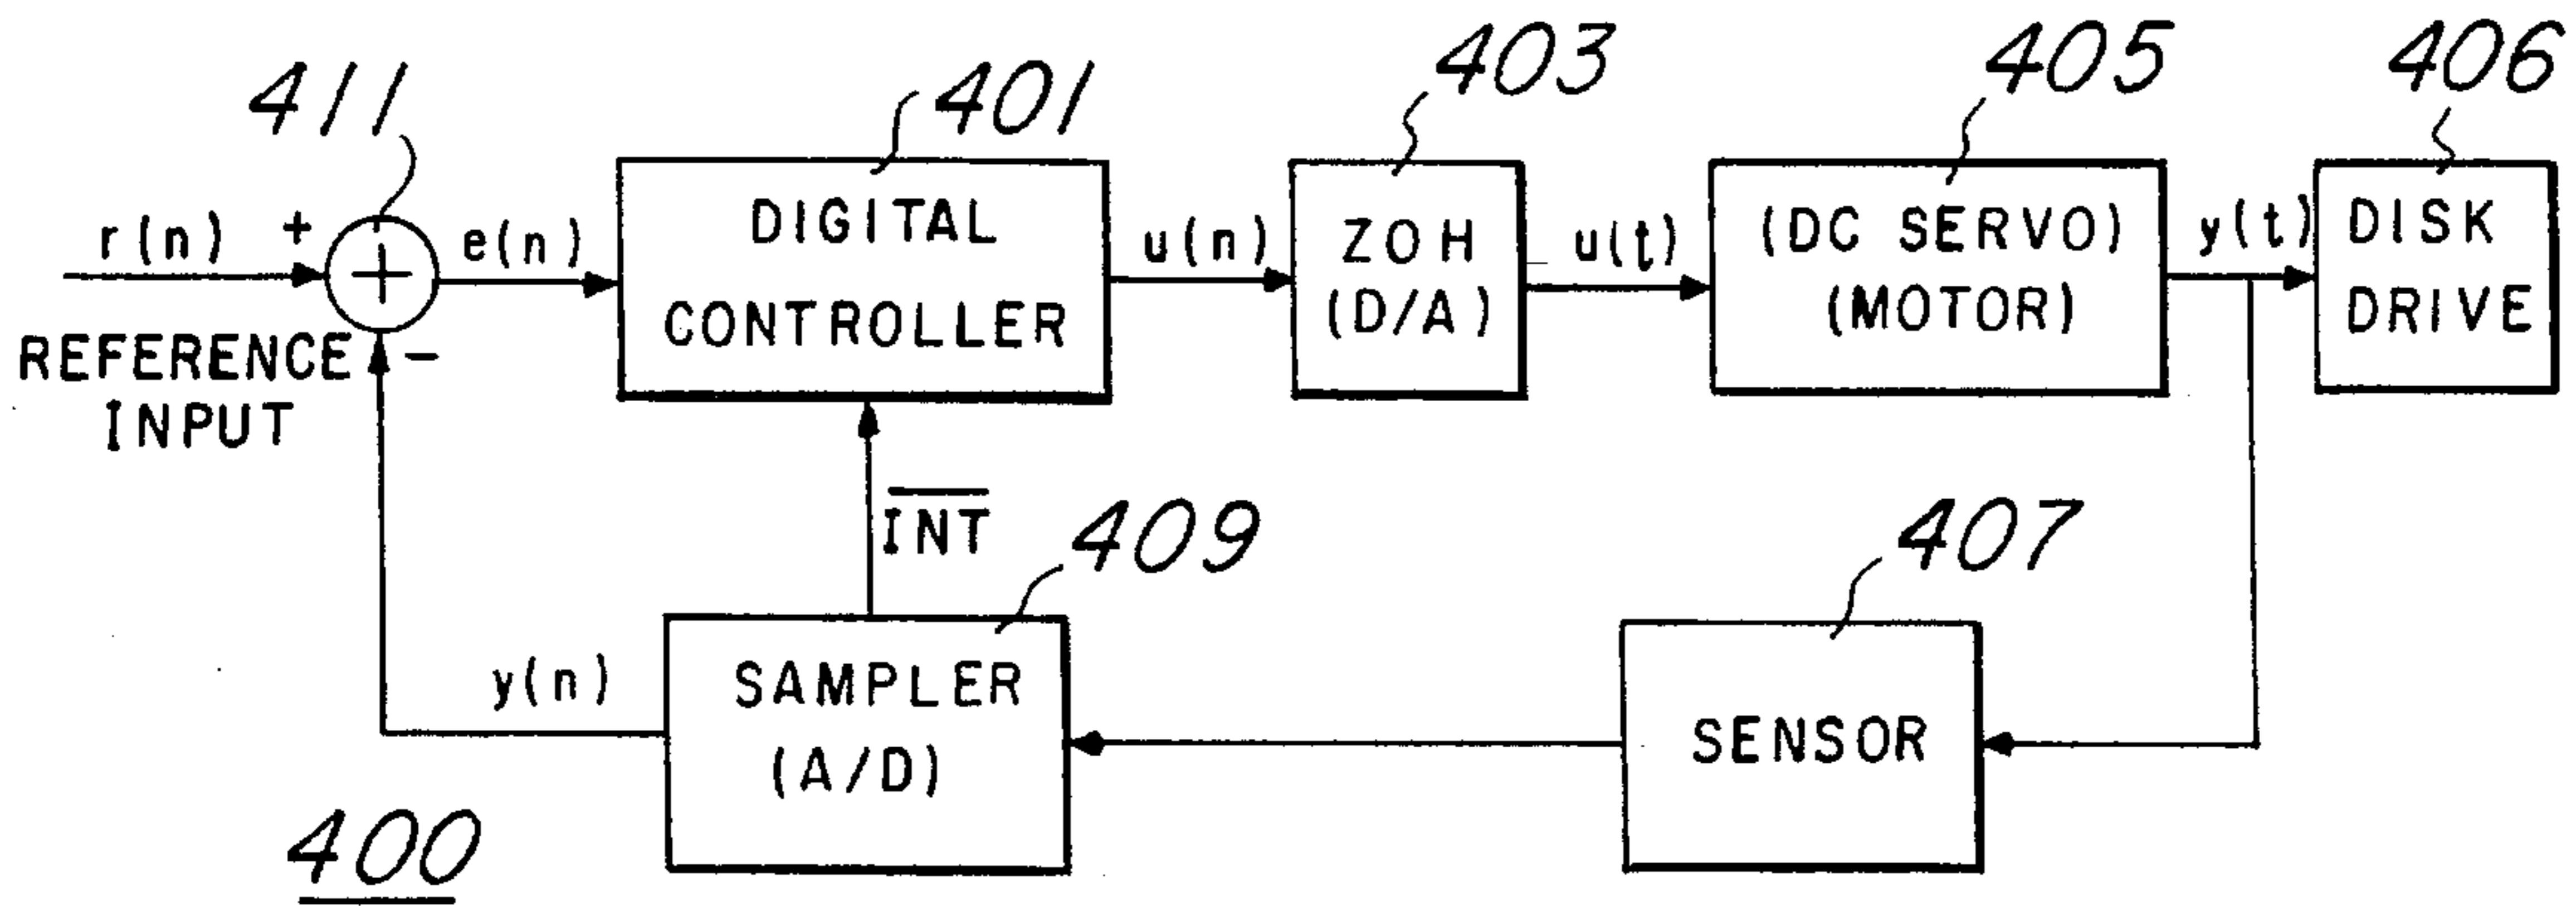 411
401
403
405
406
r(n)
+
+
e(n)
DIGITAL
CONTROLLER
u(n)
ZOH
(D/A)
u(t)
(DC SERVO)
(MOTOR)
y(t)
DISK
DRIVE
REFERENCE
INPUT
−
INT
409
407
y(n)
SAMPLER
(A/D)
SENSOR
400